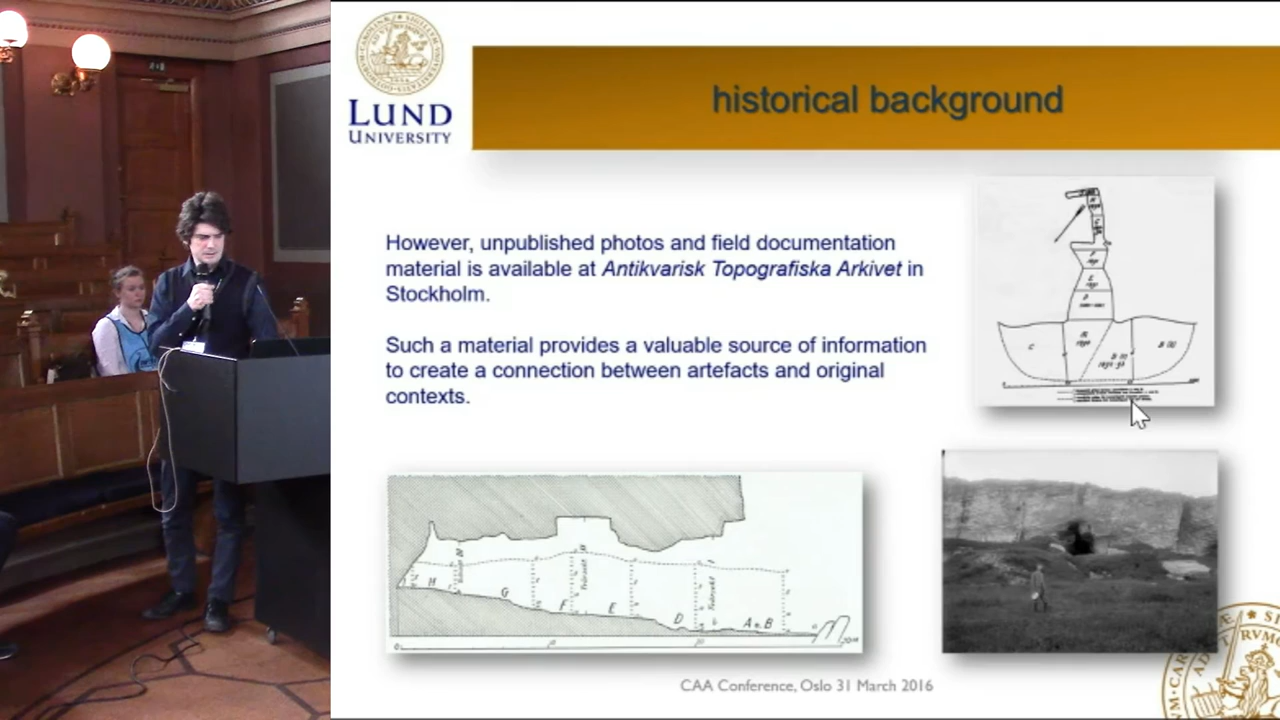 LUND
UNIVERSITY
historical background
However, unpublished photos and field documentation
material is available at Antikvarisk Topografiska Arkivet in
Stockholm.
Such a material provides a valuable source of information
to create a connection between artefacts and original
contexts.
C
D
H
G
F
E
D
A
B
CAA Conference, Oslo 31 March 2016